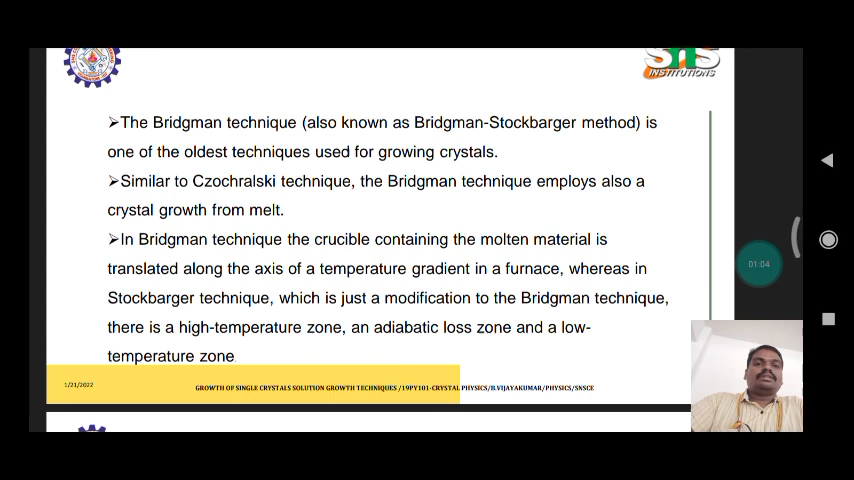 SNS
INSTITUTIONS
➢The Bridgman technique (also known as Bridgman-Stockbarger method) is
one of the oldest techniques used for growing crystals.
➢Similar to Czochralski technique, the Bridgman technique employs also a
crystal growth from melt.
➢In Bridgman technique the crucible containing the molten material is
translated along the axis of a temperature gradient in a furnace, whereas in
Stockbarger technique, which is just a modification to the Bridgman technique,
there is a high-temperature zone, an adiabatic loss zone and a low-
temperature zone
01:04
1/21/2022
GROWTH OF SINGLE CRYSTALS SOLUTION GROWTH TECHNIQUES /19PY101-CRYSTAL PHYSICS/B.VIJAYAKUMAR/PHYSICS/SNSCE